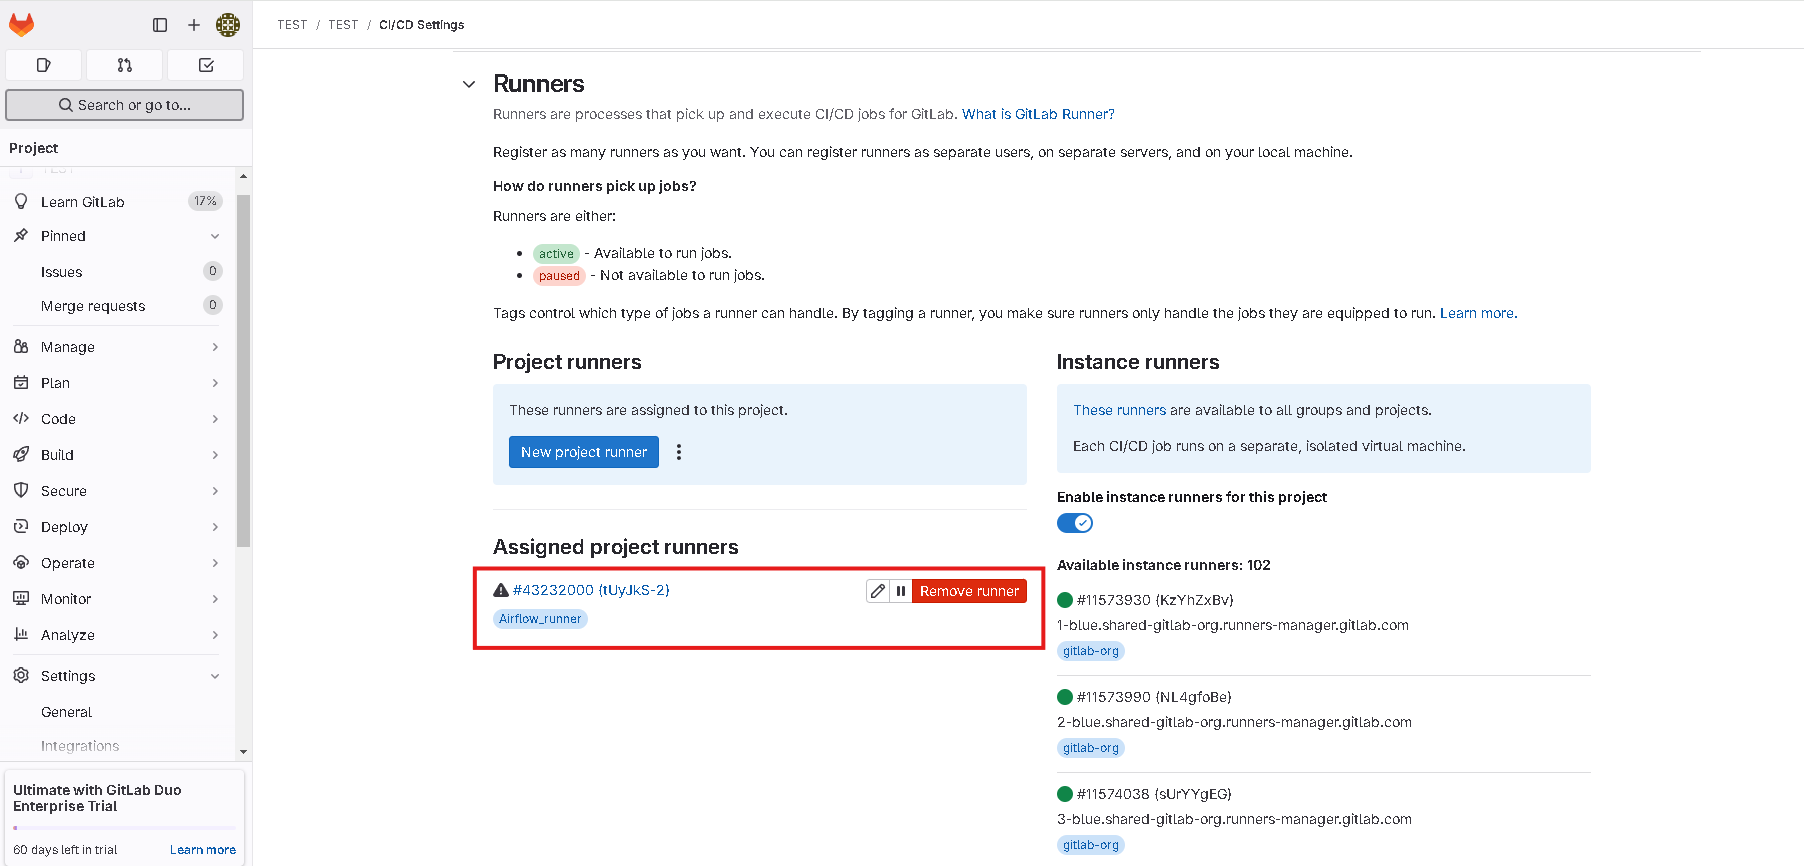 TEST / TEST / CI/CD Settings
Search or go to...
Project
TEST
Learn GitLab 17%
Pinned
Issues 0
Merge requests 0
Manage
Plan
Code
Build
Secure
Deploy
Operate
Monitor
Analyze
Settings
General
Integrations
Ultimate with GitLab Duo
Enterprise Trial
60 days left in trial Learn more
Runners
Runners are processes that pick up and execute CI/CD jobs for GitLab. What is GitLab Runner?
Register as many runners as you want. You can register runners as separate users, on separate servers, and on your local machine.
How do runners pick up jobs?
Runners are either:
active - Available to run jobs.
paused - Not available to run jobs.
Tags control which type of jobs a runner can handle. By tagging a runner, you make sure runners only handle the jobs they are equipped to run. Learn more.
Project runners
These runners are assigned to this project.
New project runner
Assigned project runners
#43232000 (tUyJkS-2) Remove runner
Airflow_runner
Instance runners
These runners are available to all groups and projects.
Each CI/CD job runs on a separate, isolated virtual machine.
Enable instance runners for this project
Available instance runners: 102
#11573930 (KzYhZxBv)
1-blue.shared-gitlab-org.runners-manager.gitlab.com
gitlab-org
#11573990 (NL4gfoBe)
2-blue.shared-gitlab-org.runners-manager.gitlab.com
gitlab-org
#11574038 (sUrYYgEG)
3-blue.shared-gitlab-org.runners-manager.gitlab.com
gitlab-org